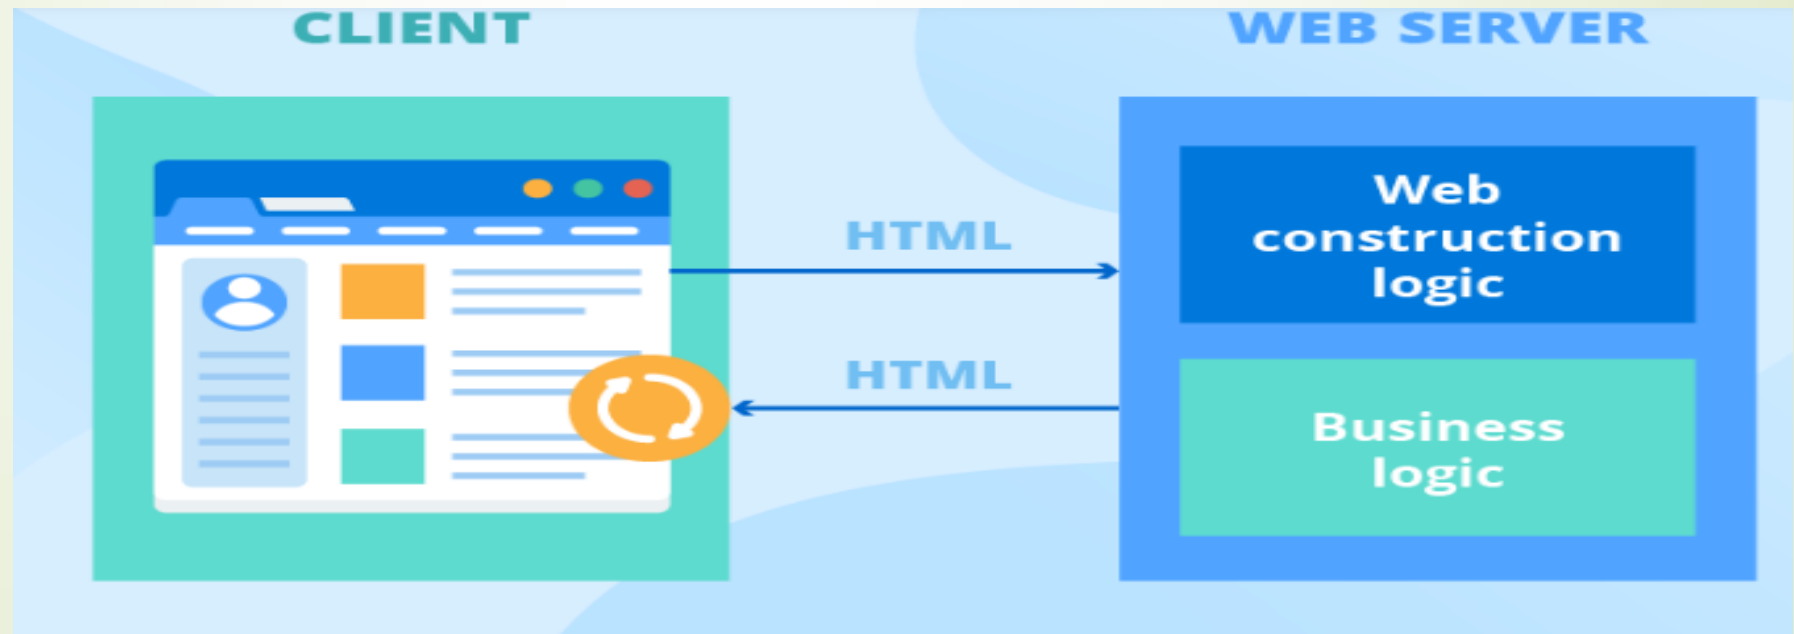 CLIENT
WEB SERVER
HTML
HTML
Web
construction
logic
Business
logic